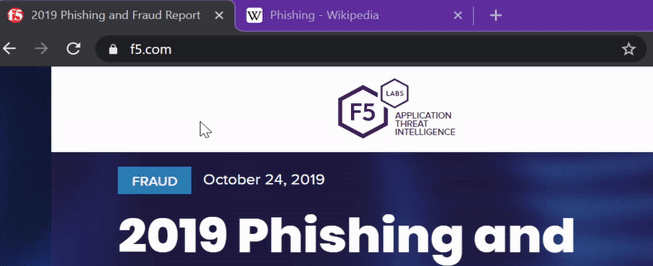 2019 Phishing and Fraud Report
Phishing - Wikipedia
f5.com
F5 LABS
APPLICATION
THREAT
INTELLIGENCE
FRAUD
October 24, 2019
2019 Phishing and